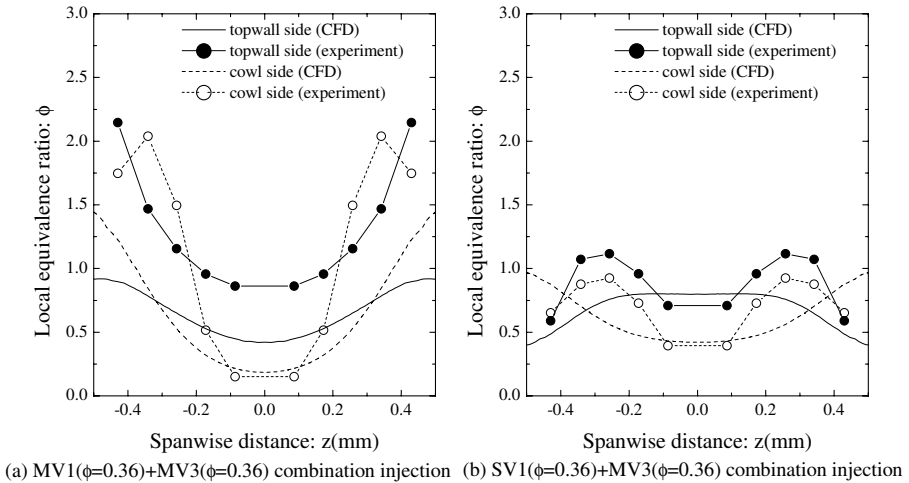 3.0
2.5
2.0
1.5
1.0
0.5
0.0
-0.4
-0.2
0.0
0.2
0.4
Local equivalence ratio: ϕ
Spanwise distance: z(mm)
topwall side (CFD)
topwall side (experiment)
cowl side (CFD)
cowl side (experiment)
(a) MV1(ϕ=0.36)+MV3(ϕ=0.36) combination injection
3.0
2.5
2.0
1.5
1.0
0.5
0.0
-0.4
-0.2
0.0
0.2
0.4
Local equivalence ratio: ϕ
Spanwise distance: z(mm)
topwall side (CFD)
topwall side (experiment)
cowl side (CFD)
cowl side (experiment)
(b) SV1(ϕ=0.36)+MV3(ϕ=0.36) combination injection